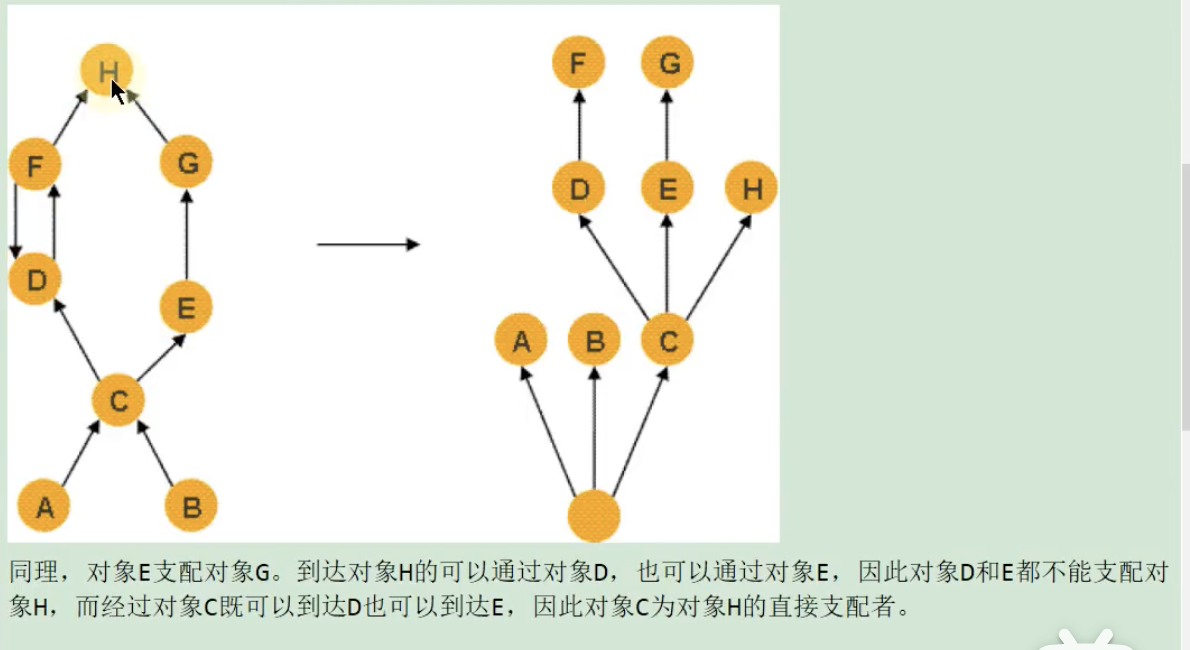 H
F
G
F
G
D
E
H
D
E
A
B
C
C
A
B
同理，对象E支配对象G。到达对象H的可以通过对象D，也可以通过对象E，因此对象D和E都不能支配对
象H，而经过对象C既可以到达D也可以到达E，因此对象C为对象H的直接支配者。